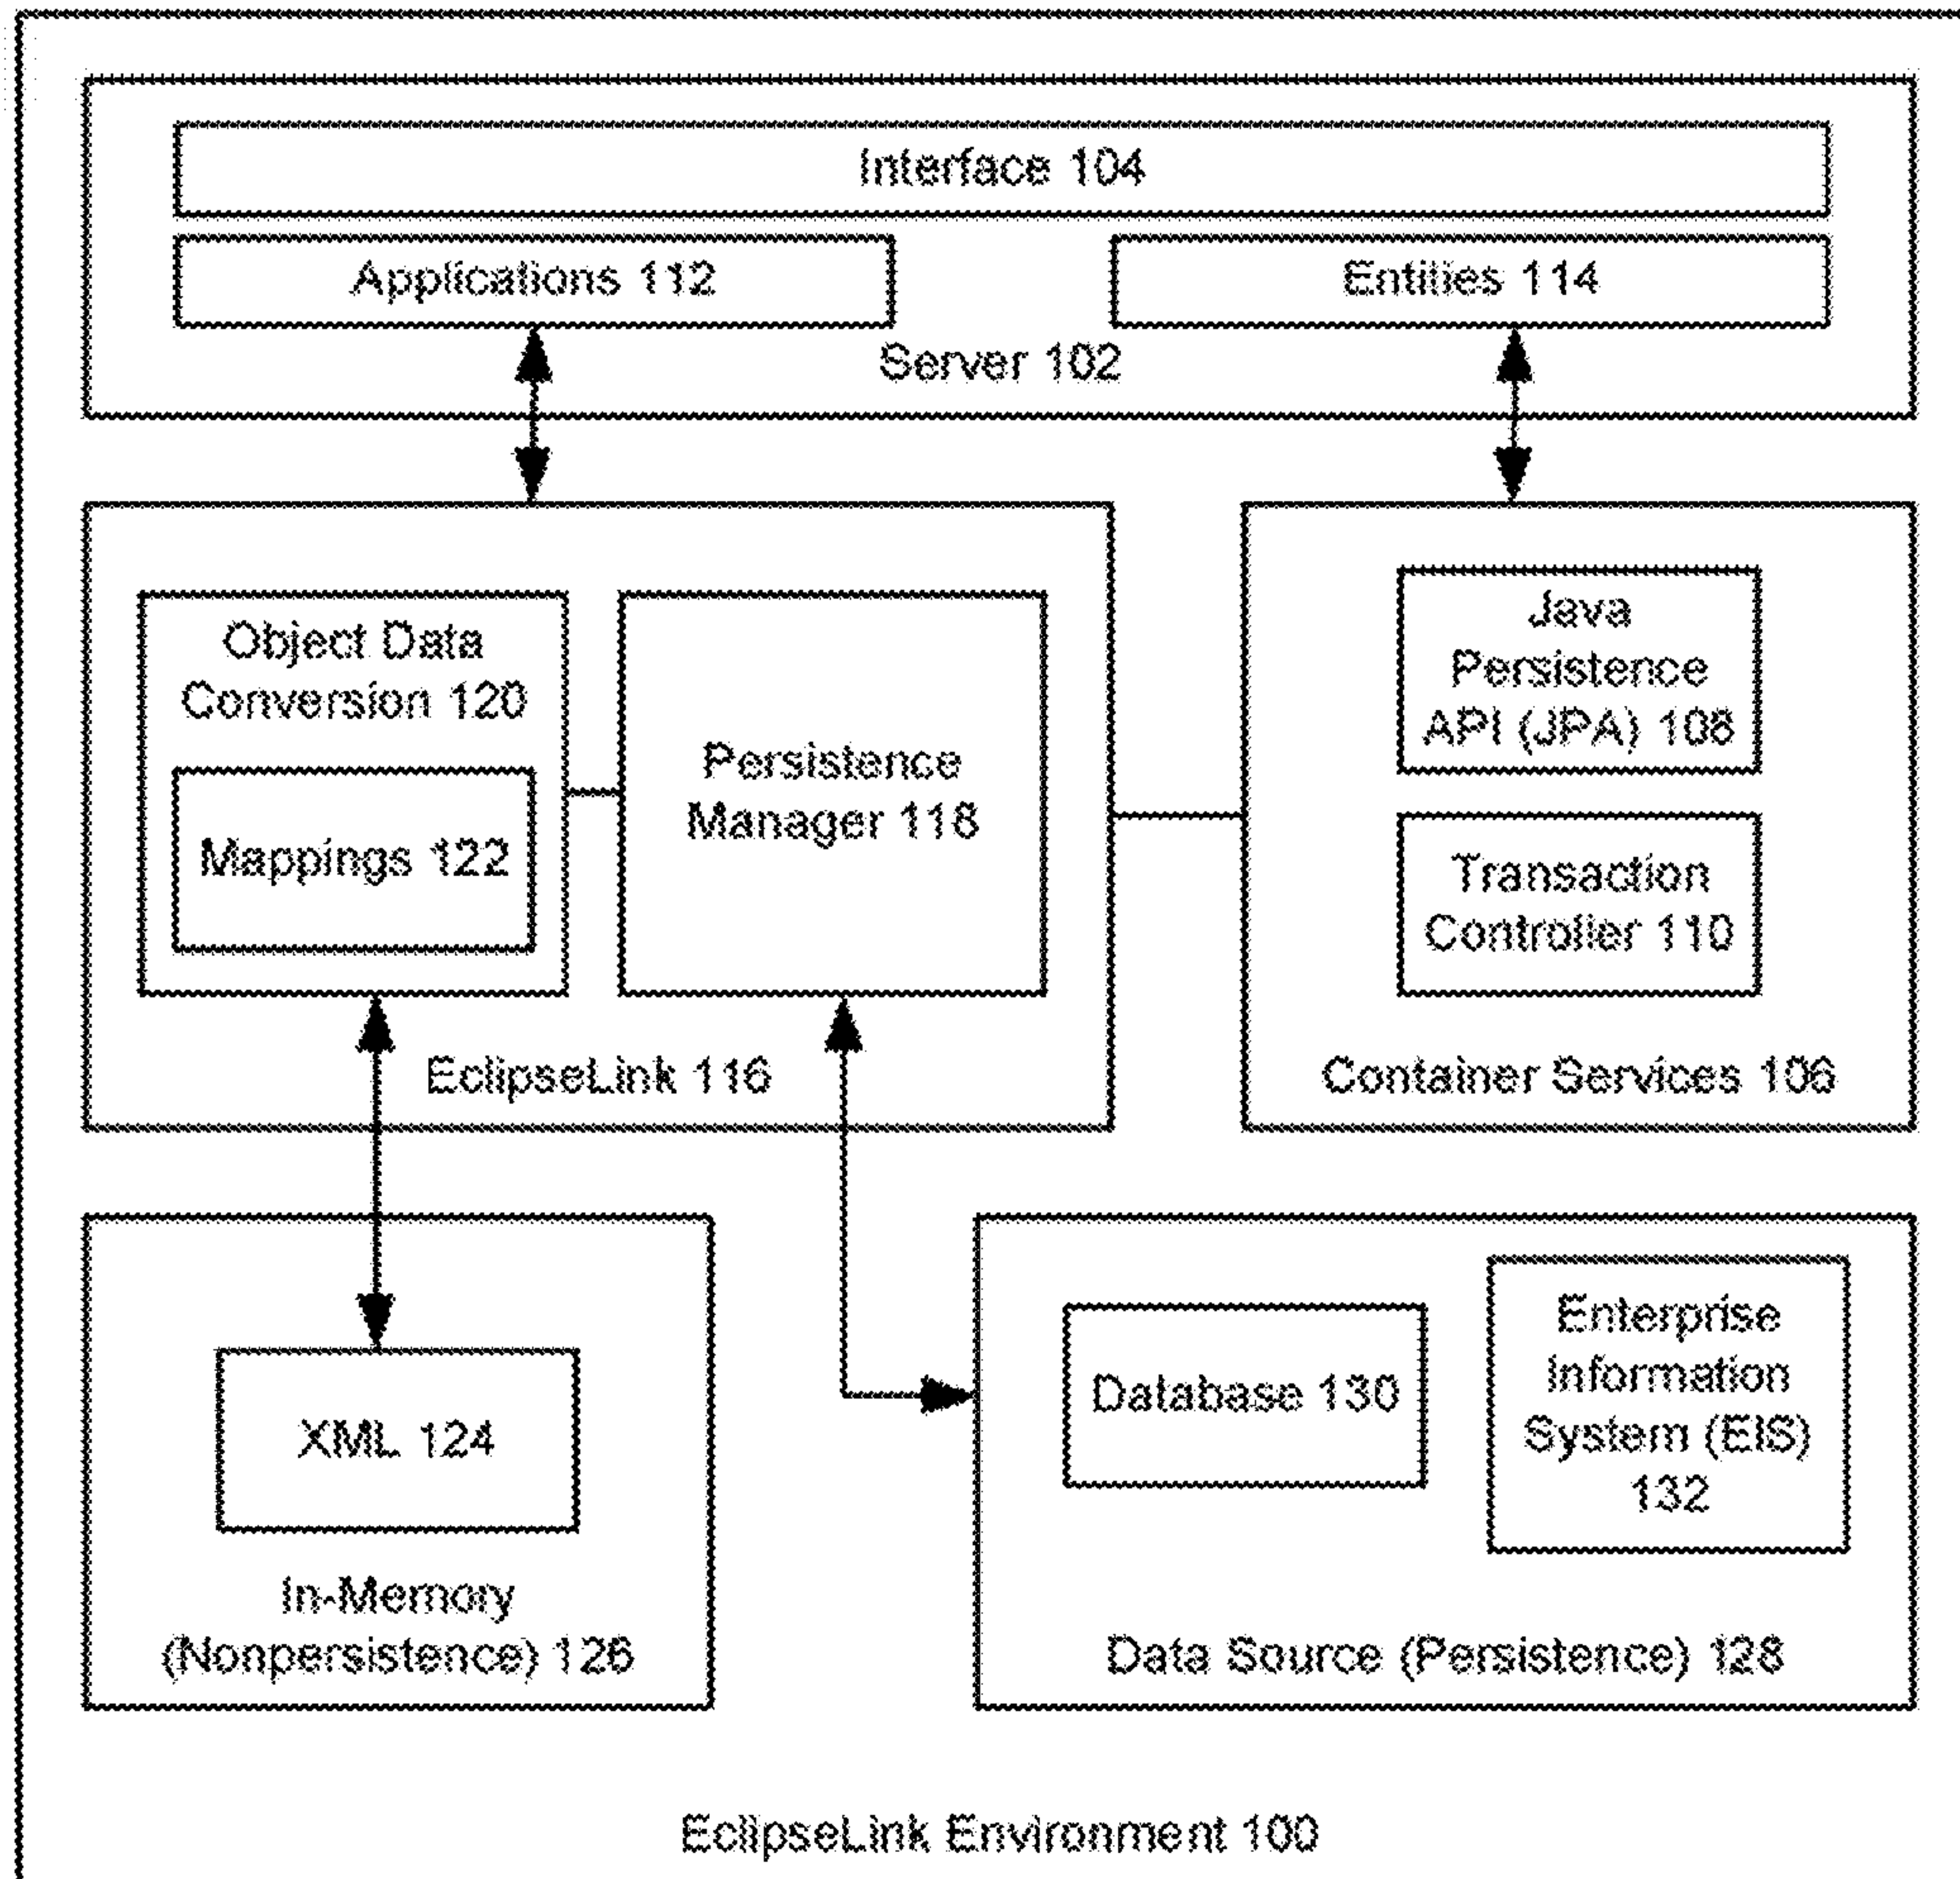 Interface 104
Applications 112
Entities 114
Server 102
Object Data
Conversion 120
Mappings 122
Persistence
Manager 118
EclipseLink 116
Java
Persistence
API (JPA) 108
Transaction
Controller 110
Container Services 106
XML 124
In-Memory
(Nonpersistence) 126
Database 130
Enterprise
Information
System (EIS)
132
Data Source (Persistence) 128
EclipseLink Environment 100